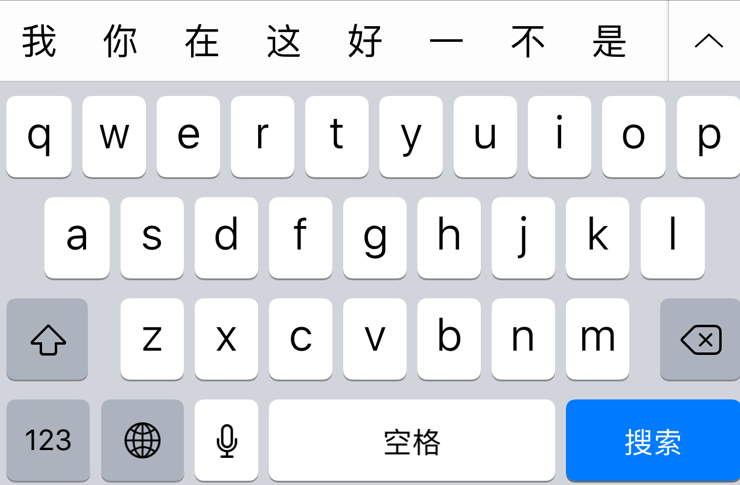 我 你 在 这 好 一 不 是
q w e r t y u i o p
a s d f g h j k l
z x c v b n m
123 空格 搜索